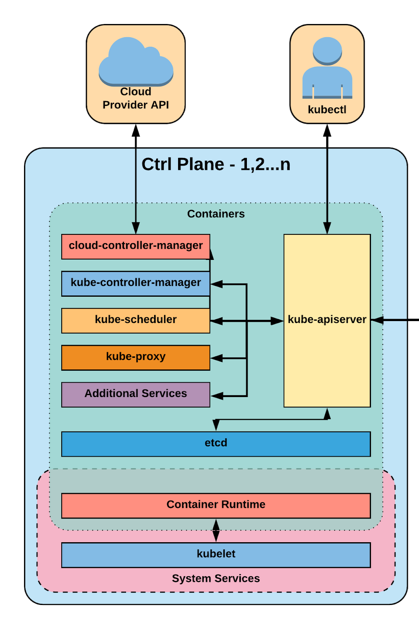 Cloud
Provider API
kubectl
Ctrl Plane - 1,2...n
Containers
cloud-controller-manager
kube-controller-manager
kube-scheduler
kube-proxy
Additional Services
kube-apiserver
etcd
Container Runtime
kubelet
System Services